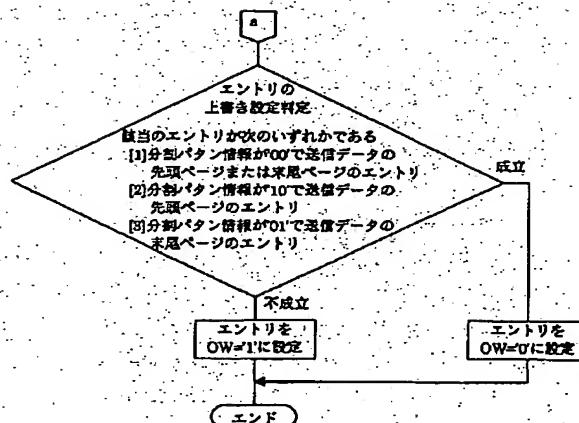 a
エントリの
上書き設定判定
該当のエントリが次のいずれかである
[1]分割パタン情報が'00'で送信データの
先頭ページまたは末尾ページのエントリ
[2]分割パタン情報が'10'で送信データの
先頭ページのエントリ
[3]分割パタン情報が'01'で送信データの
末尾ページのエントリ
成立
不成立
エントリを
OW='1'に設定
エントリを
OW='0'に設定
エンド